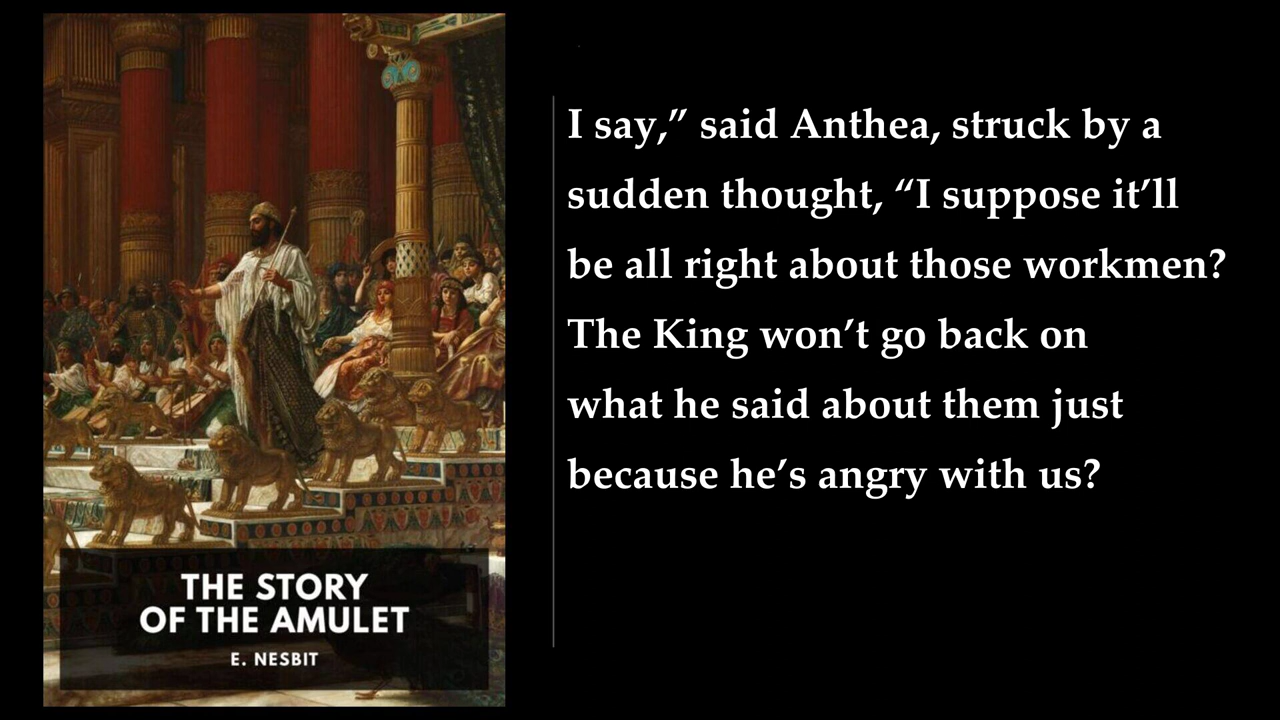 I say,” said Anthea, struck by a
sudden thought, “I suppose it’ll
be all right about those workmen?
The King won’t go back on
what he said about them just
because he’s angry with us?
THE STORY
OF THE AMULET
E. NESBIT